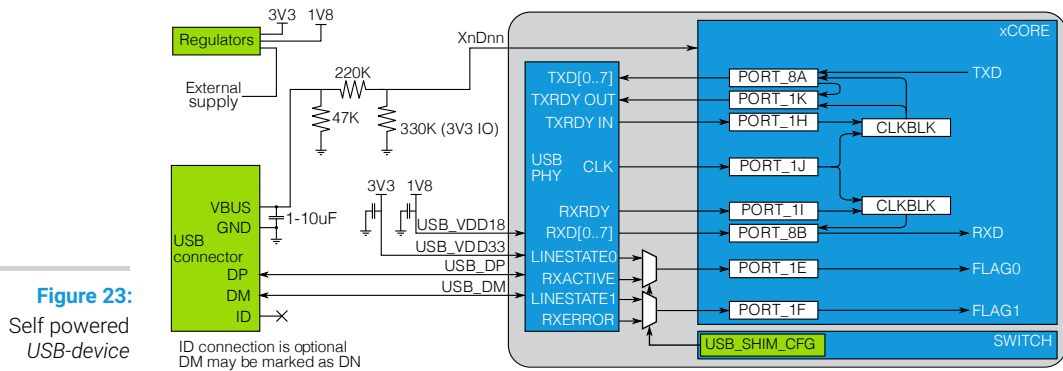 3V3 1V8
Regulators
External
supply
220K
47K
330K (3V3 IO)
XnDnn
xCORE
TXD[0..7]
PORT_8A
TXD
TXRDY OUT
PORT_1K
TXRDY IN
PORT_1H
CLKBLK
USB
PHY
CLK
PORT_1J
CLKBLK
RXRDY
PORT_1I
RXD[0..7]
PORT_8B
RXD
LINESTATE0
RXACTIVE
PORT_1E
FLAG0
LINESTATE1
RXERROR
PORT_1F
FLAG1
USB_SHIM_CFG
SWITCH
3V3 1V8
USB_VDD18
USB_VDD33
USB_DP
USB_DM
VBUS
1-10uF
GND
USB
connector
DP
DM
ID
ID connection is optional
DM may be marked as DN
Figure 23:
Self powered
USB-device